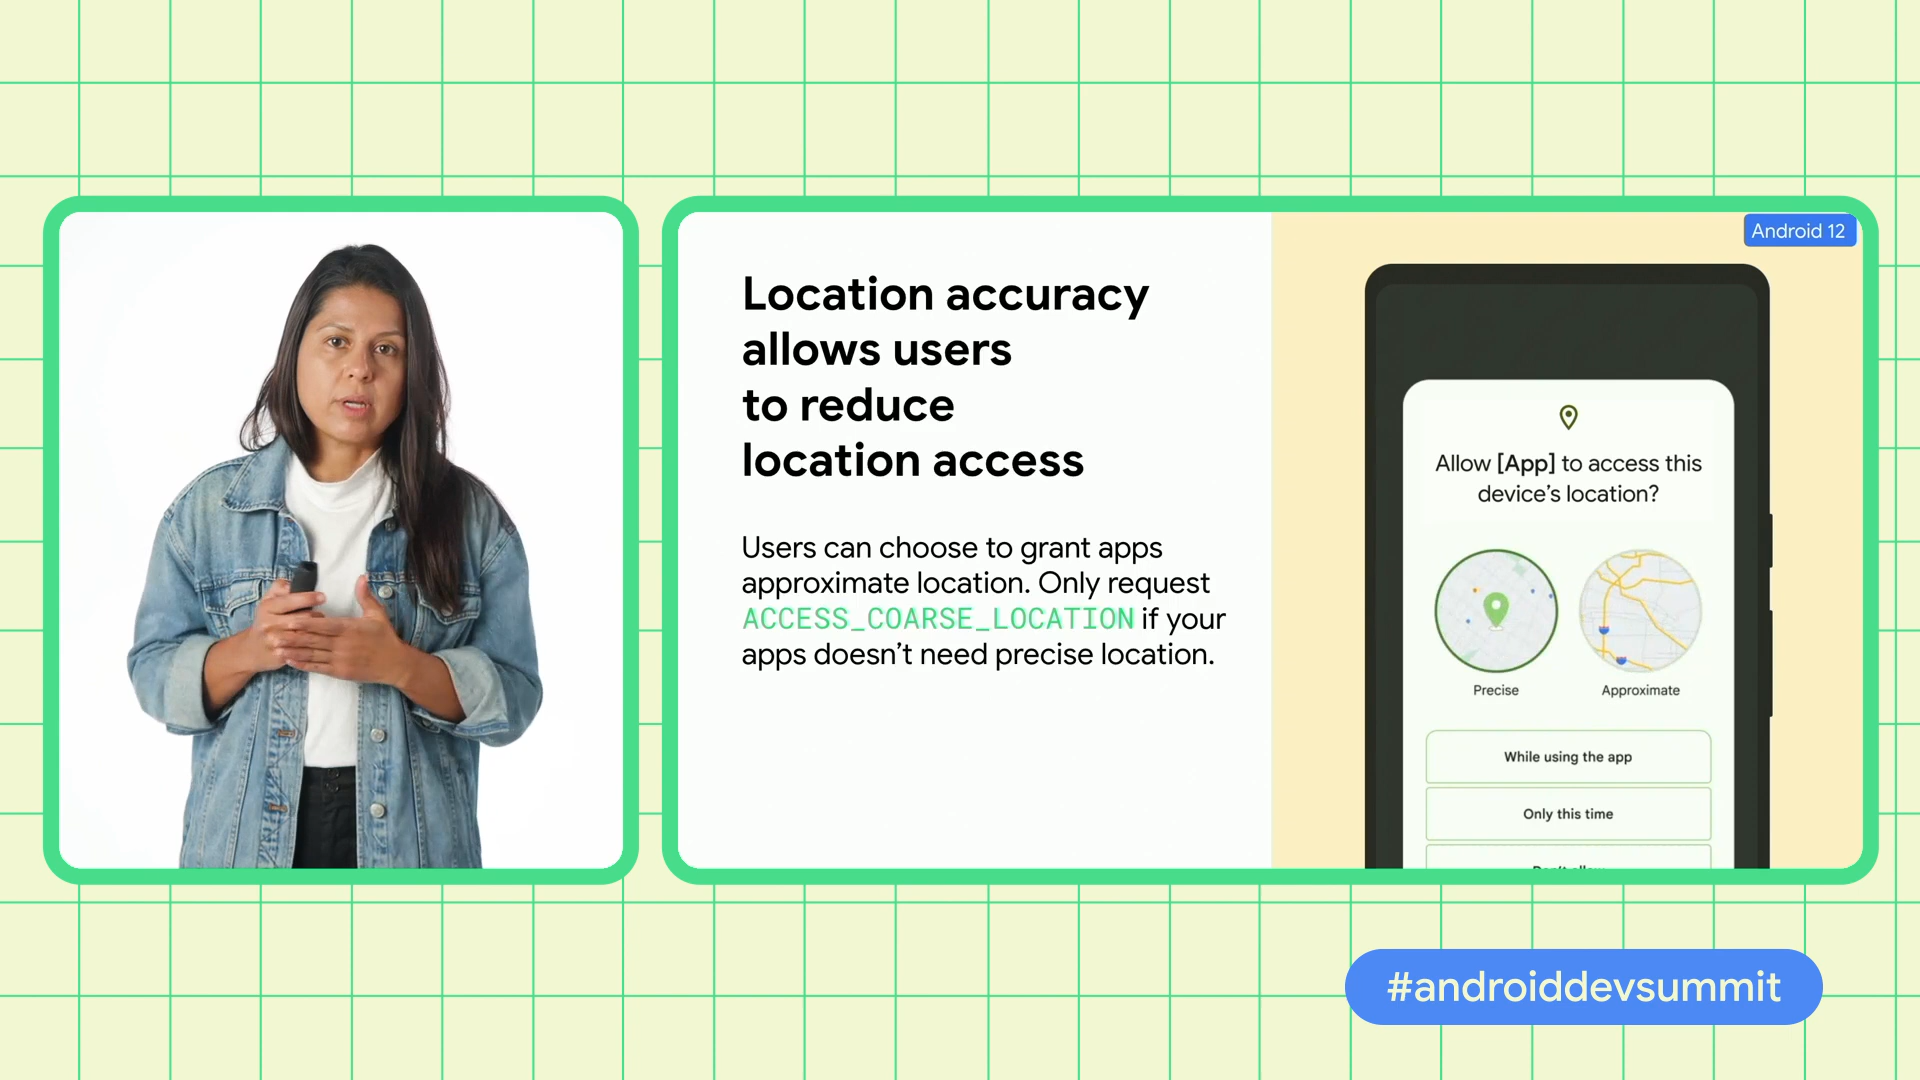 Android 12
Location accuracy
allows users
to reduce
location access
Users can choose to grant apps
approximate location. Only request
ACCESS_COARSE_LOCATION if your
apps doesn’t need precise location.
Allow [App] to access this
device’s location?
Precise
Approximate
While using the app
Only this time
Don't allow
#androiddevsummit